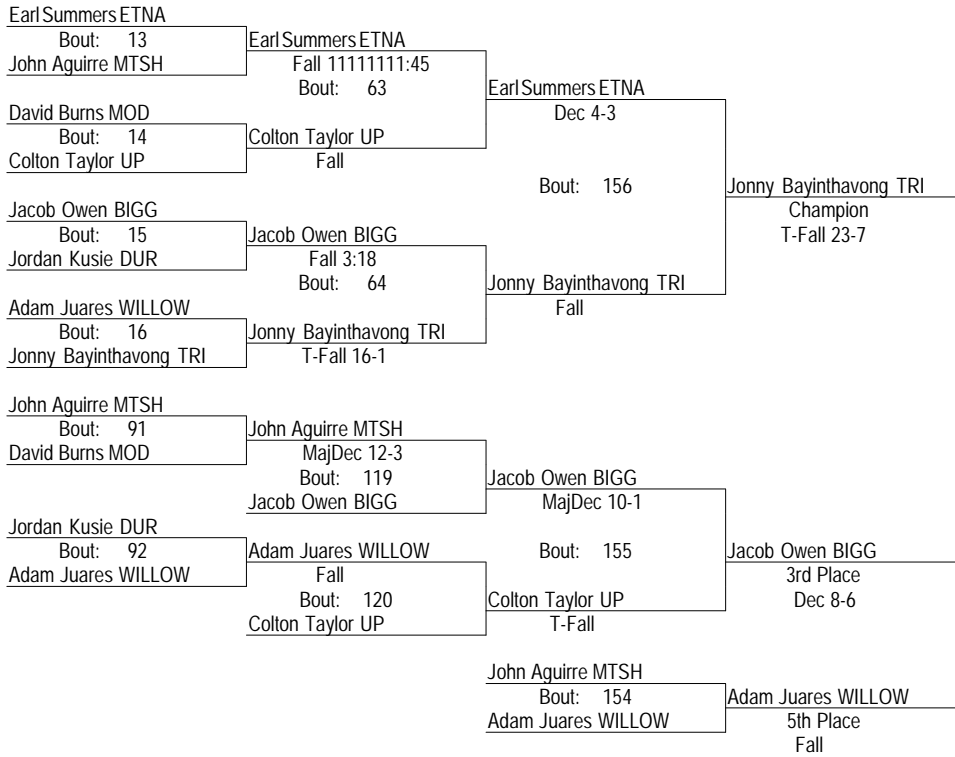 Earl Summers ETNA
Bout: 13
John Aguirre MTSH
Earl Summers ETNA
Fall 11111111:45
Bout: 63
David Burns MOD
Bout: 14
Colton Taylor UP
Colton Taylor UP
Fall
Earl Summers ETNA
Dec 4-3
Bout: 156
Jacob Owen BIGG
Bout: 15
Jordan Kusie DUR
Jacob Owen BIGG
Fall 3:18
Bout: 64
Adam Juares WILLOW
Bout: 16
Jonny Bayinthavong TRI
Jonny Bayinthavong TRI
T-Fall 16-1
Jonny Bayinthavong TRI
Fall
Jonny Bayinthavong TRI
Champion
T-Fall 23-7
John Aguirre MTSH
Bout: 91
David Burns MOD
John Aguirre MTSH
MajDec 12-3
Bout: 119
Jacob Owen BIGG
Jacob Owen BIGG
MajDec 10-1
Jordan Kusie DUR
Bout: 92
Adam Juares WILLOW
Adam Juares WILLOW
Fall
Bout: 120
Colton Taylor UP
Bout: 155
Colton Taylor UP
T-Fall
Jacob Owen BIGG
3rd Place
Dec 8-6
John Aguirre MTSH
Bout: 154
Adam Juares WILLOW
Adam Juares WILLOW
5th Place
Fall